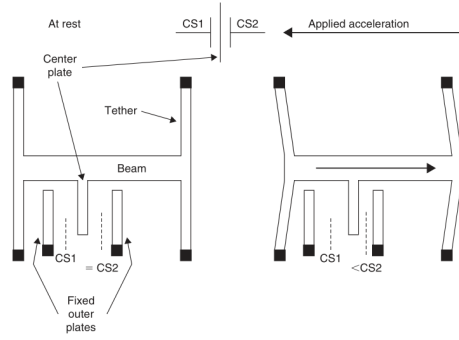 At rest
CS1
CS2
Applied acceleration
Center
plate
Tether
Beam
CS1
= CS2
CS1
<CS2
Fixed
outer
plates